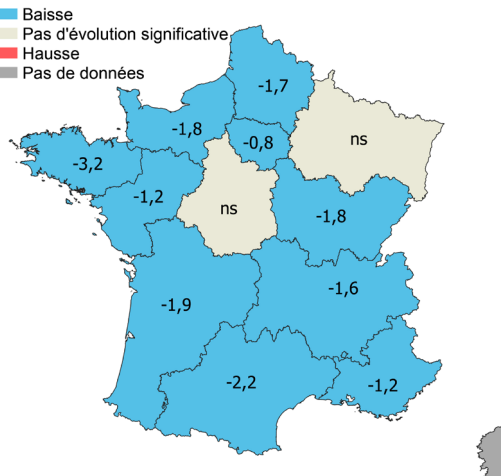 Baisse
Pas d'évolution significative
Hausse
Pas de données
-1,7
-1,8
-0,8
ns
-3,2
-1,2
ns
-1,8
-1,6
-1,9
-2,2
-1,2